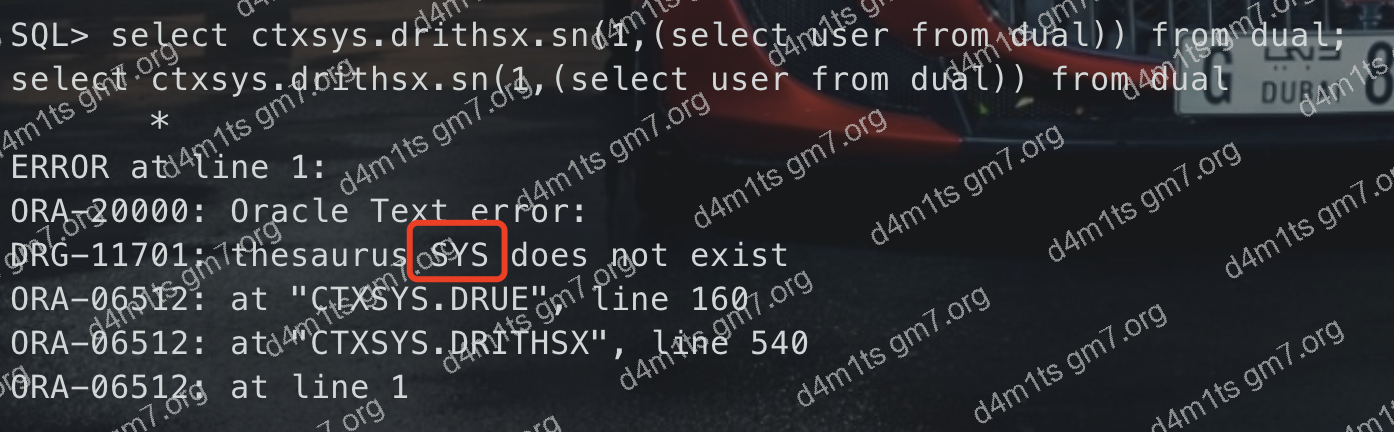 SQL> select ctxsys.drithsx.sn(1,(select user from dual)) from dual;
select ctxsys.drithsx.sn(1,(select user from dual)) from dual
*
ERROR at line 1:
ORA-20000: Oracle Text error:
DRG-11701: thesaurus SYS does not exist
ORA-06512: at "CTXSYS.DRUE", line 160
ORA-06512: at "CTXSYS.DRITHSX", line 540
ORA-06512: at line 1
d4m1ts gm7.org
G
DUBAI